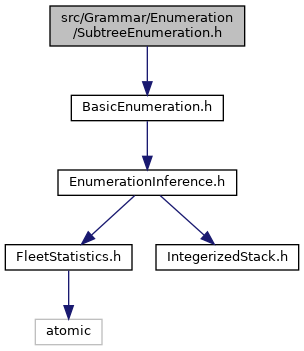 src/Grammar/Enumeration
/SubtreeEnumeration.h
BasicEnumeration.h
EnumerationInference.h
FleetStatistics.h
IntegerizedStack.h
atomic